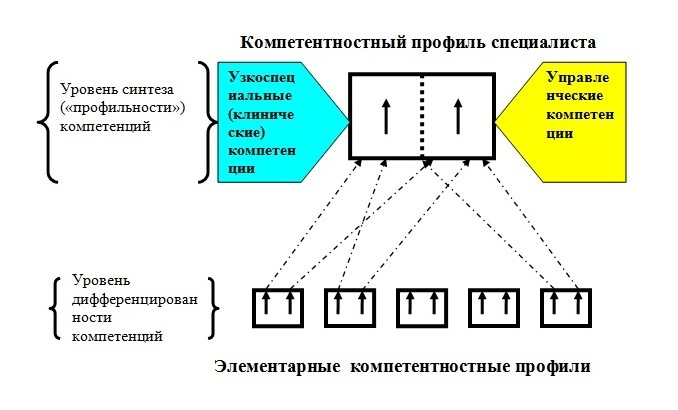 Компетентностный профиль специалиста
Уровень синтеза
(«профильности»)
компетенций
Узкоспец
иальные
(клиниче
ские)
компетен
ции
Управле
нческие
компетен
ции
Уровень
дифференцирован
ности
компетенций
Элементарные компетентностные профили